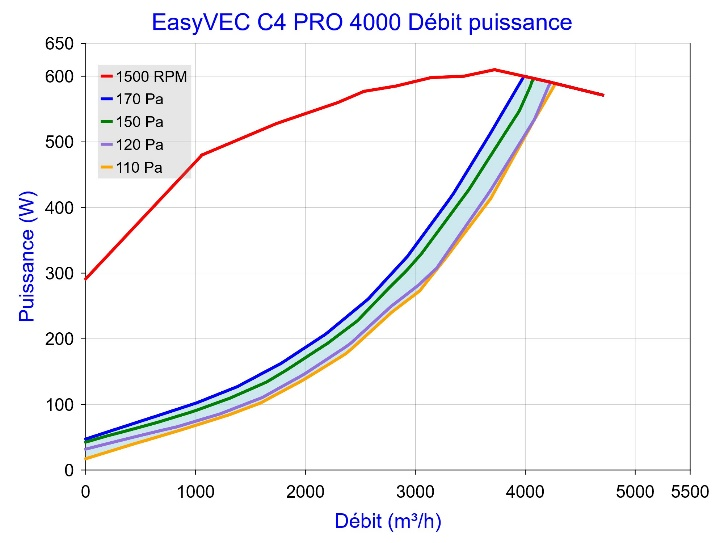 EasyVEC C4 PRO 4000 Débit puissance
650
600
500
400
300
200
100
0
Puissance (W)
1500 RPM
170 Pa
150 Pa
120 Pa
110 Pa
0 1000 2000 3000 4000 5000 5500
Débit (m³/h)